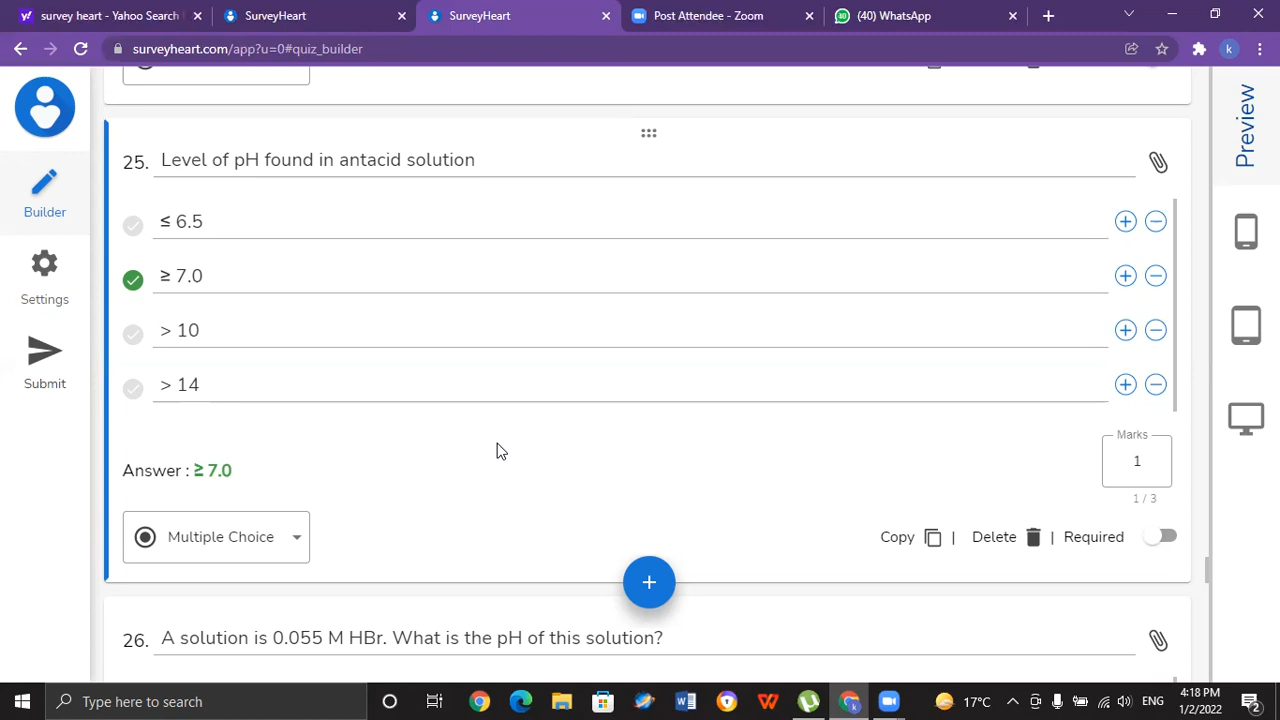 survey heart - Yahoo Search
SurveyHeart
SurveyHeart
Post Attendee - Zoom
(40) WhatsApp
surveyheart.com/app?u=0#quiz_builder
k
Builder
Settings
Submit
Preview
25. Level of pH found in antacid solution
≤ 6.5
≥ 7.0
> 10
> 14
Marks
1
1 / 3
Answer : ≥ 7.0
Multiple Choice
Copy | Delete | Required
26. A solution is 0.055 M HBr. What is the pH of this solution?
Type here to search
17°C
ENG
4:18 PM
1/2/2022
2